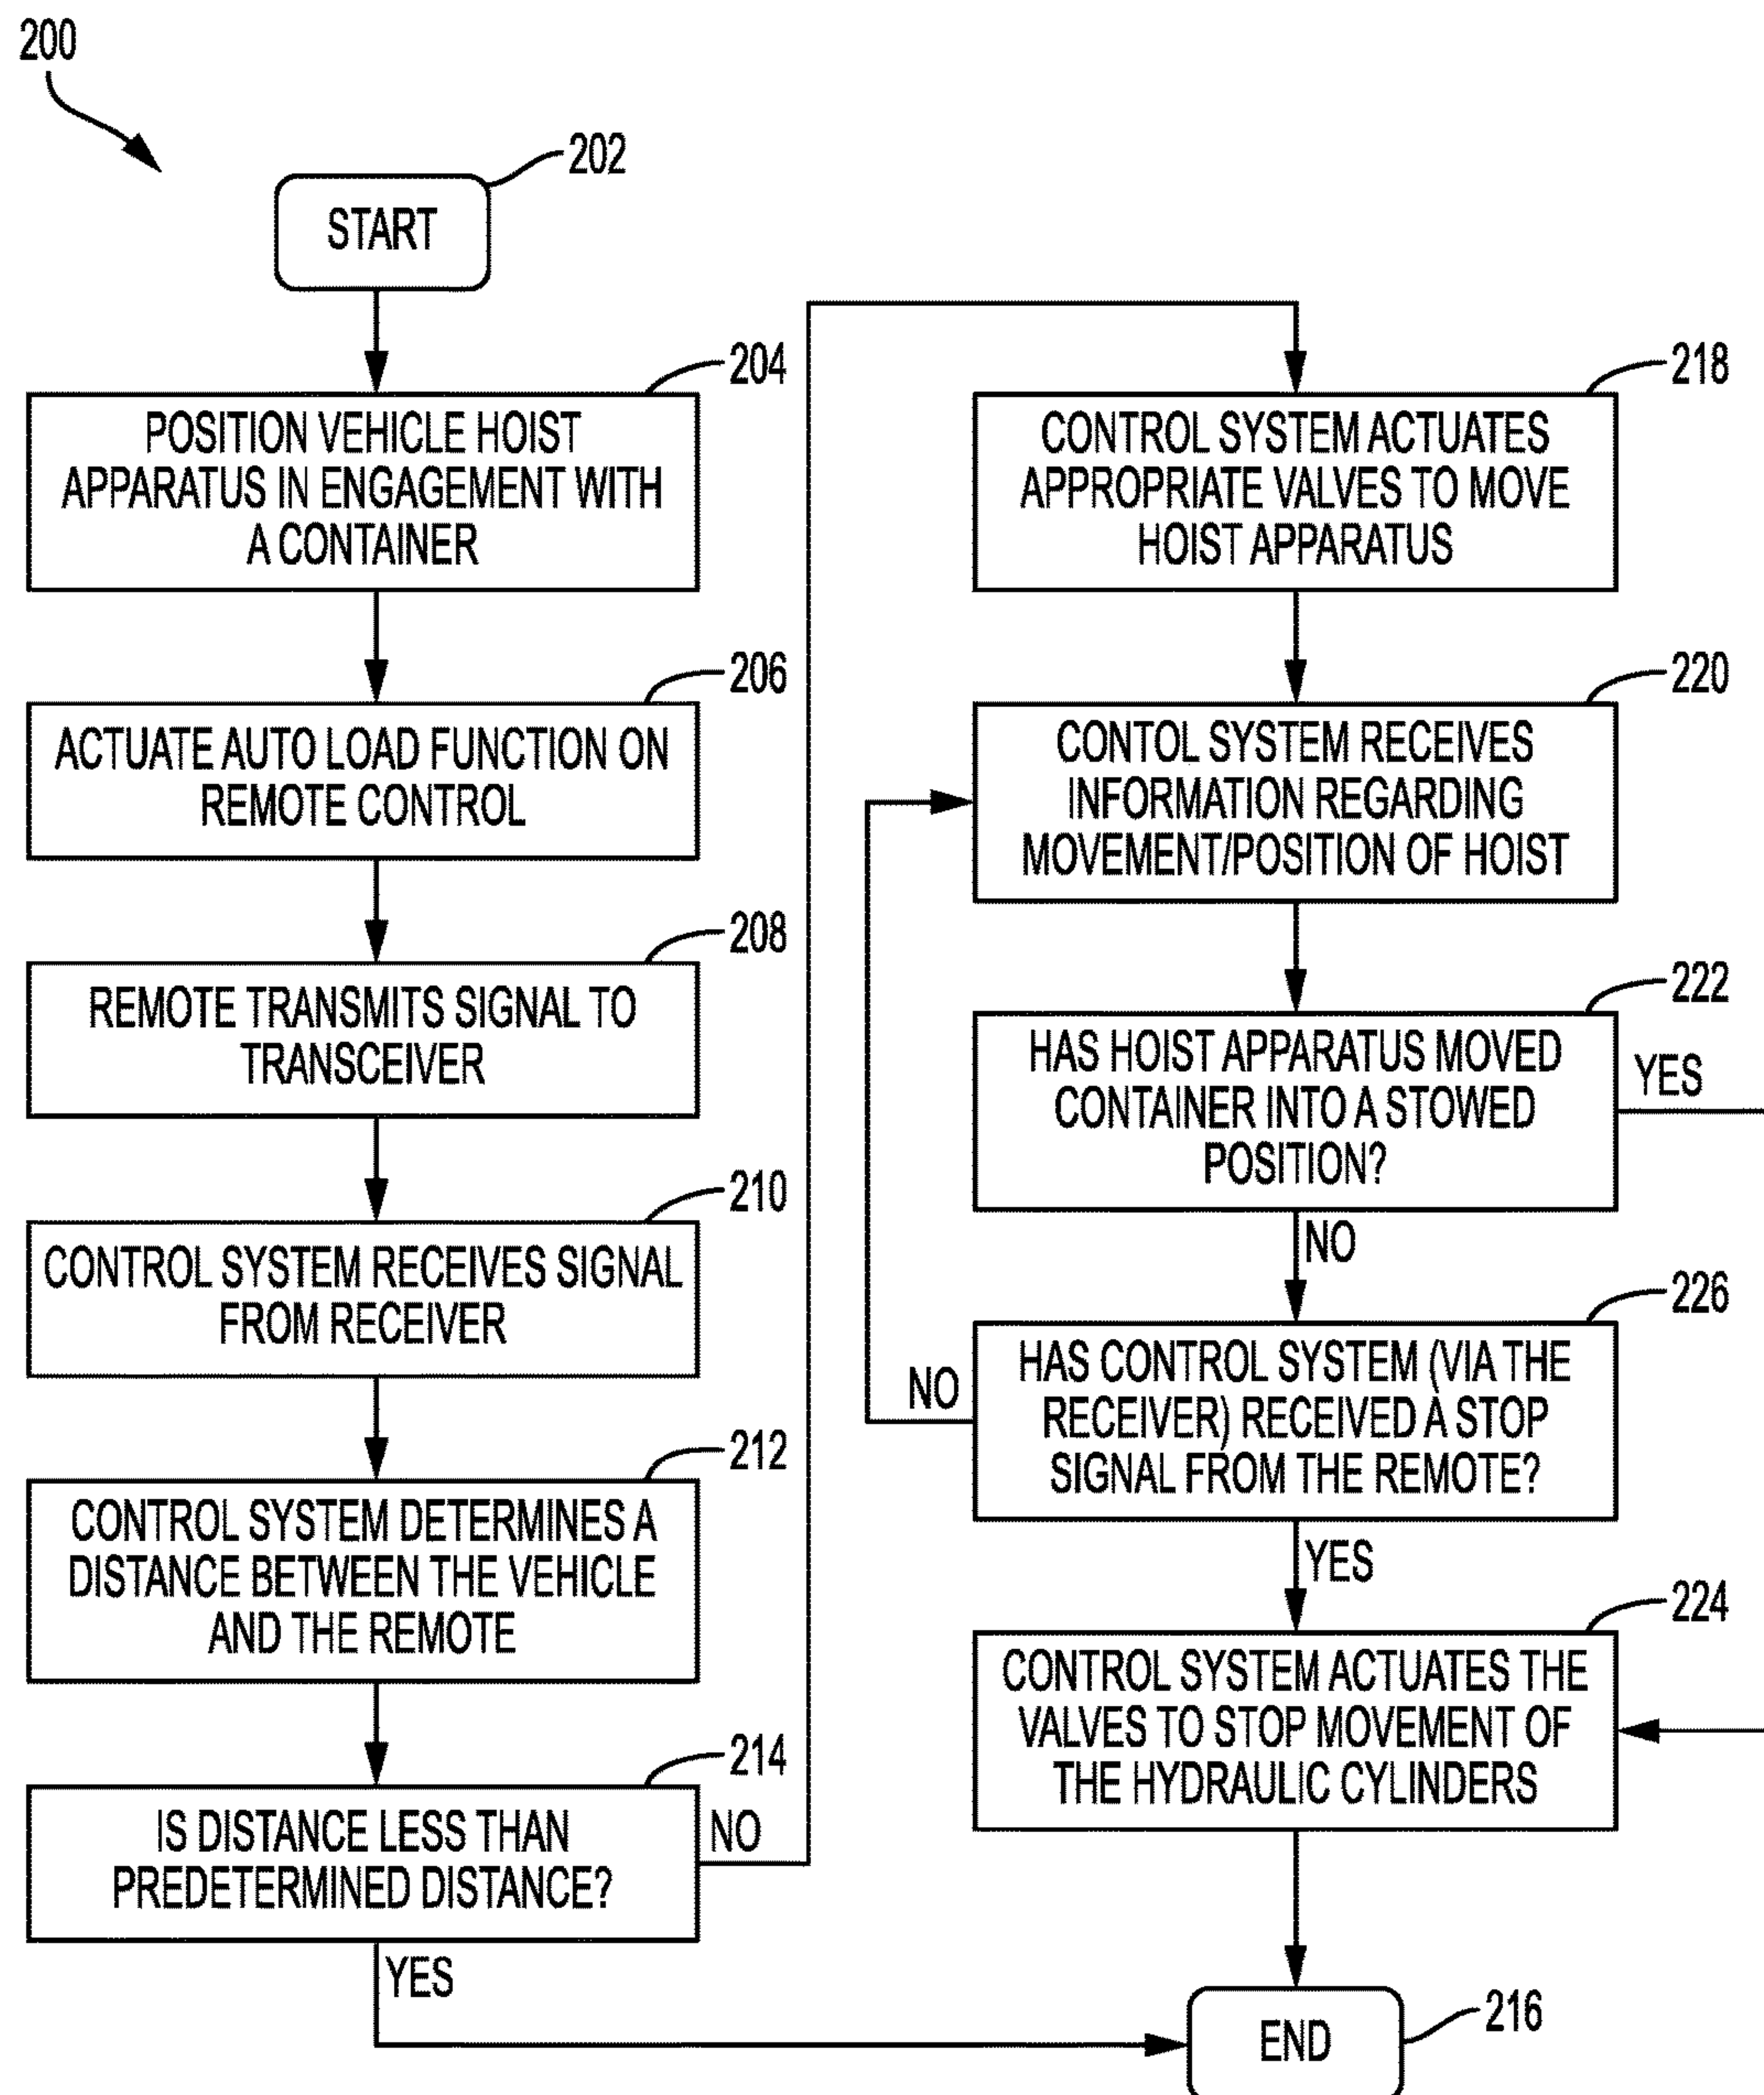 200
202
START
204
POSITION VEHICLE HOIST
APPARATUS IN ENGAGEMENT WITH
A CONTAINER
206
ACTUATE AUTO LOAD FUNCTION ON
REMOTE CONTROL
208
REMOTE TRANSMITS SIGNAL TO
TRANSCEIVER
210
CONTROL SYSTEM RECEIVES SIGNAL
FROM RECEIVER
212
CONTROL SYSTEM DETERMINES A
DISTANCE BETWEEN THE VEHICLE
AND THE REMOTE
214
IS DISTANCE LESS THAN
PREDETERMINED DISTANCE?
NO
YES
218
CONTROL SYSTEM ACTUATES
APPROPRIATE VALVES TO MOVE
HOIST APPARATUS
220
CONTOL SYSTEM RECEIVES
INFORMATION REGARDING
MOVEMENT/POSITION OF HOIST
222
HAS HOIST APPARATUS MOVED
CONTAINER INTO A STOWED
POSITION?
YES
NO
226
HAS CONTROL SYSTEM (VIA THE
RECEIVER) RECEIVED A STOP
SIGNAL FROM THE REMOTE?
NO
YES
224
CONTROL SYSTEM ACTUATES THE
VALVES TO STOP MOVEMENT OF
THE HYDRAULIC CYLINDERS
END
216